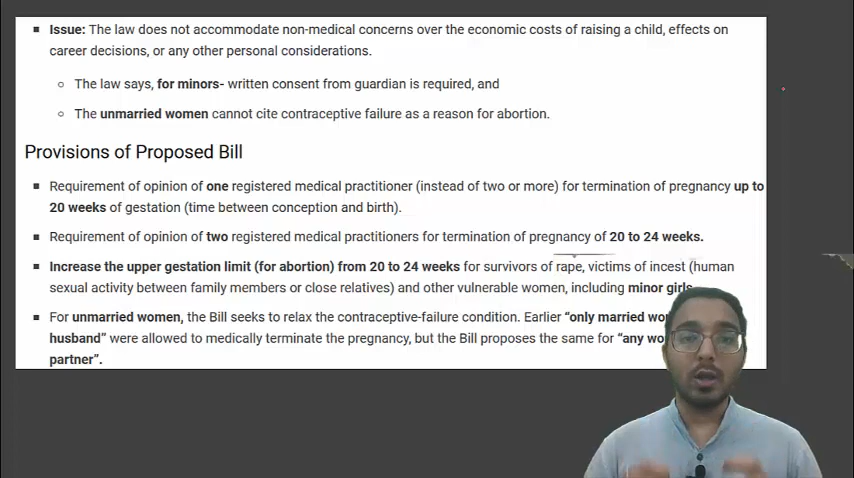 Issue: The law does not accommodate non-medical concerns over the economic costs of raising a child, effects on
career decisions, or any other personal considerations.
The law says, for minors- written consent from guardian is required, and
The unmarried women cannot cite contraceptive failure as a reason for abortion.
Provisions of Proposed Bill
Requirement of opinion of one registered medical practitioner (instead of two or more) for termination of pregnancy up to
20 weeks of gestation (time between conception and birth).
Requirement of opinion of two registered medical practitioners for termination of pregnancy of 20 to 24 weeks.
Increase the upper gestation limit (for abortion) from 20 to 24 weeks for survivors of rape, victims of incest (human
sexual activity between family members or close relatives) and other vulnerable women, including minor girls
For unmarried women, the Bill seeks to relax the contraceptive-failure condition. Earlier “only married
husband” were allowed to medically terminate the pregnancy, but the Bill proposes the same for “any
partner”.